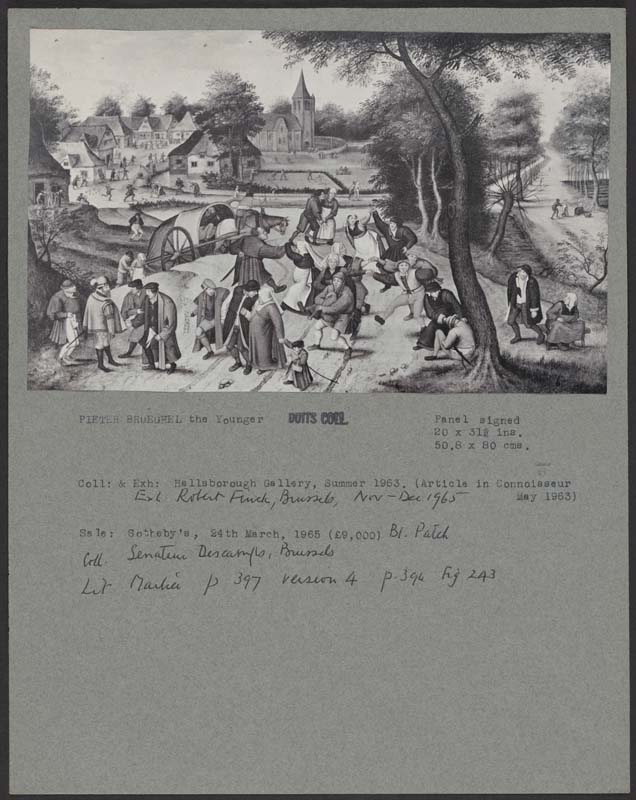 PIETER BRUEGHEL the Younger DOITS COLL. Panel signed
20 x 31½ ins.
50.8 x 80 cms.
Coll: & Exh: Hallsborough Gallery, Summer 1963. (Article in Connoisseur
May 1963)
Exh. Robert Finck, Brussels, Nov - Dec 1965
Sale: Sotheby's, 24th March, 1965 (£9,000) Bt. Patch
Coll. Senateur Descamps, Brussels
Lit Marlier p 397 version 4 p. 394 Fig 243